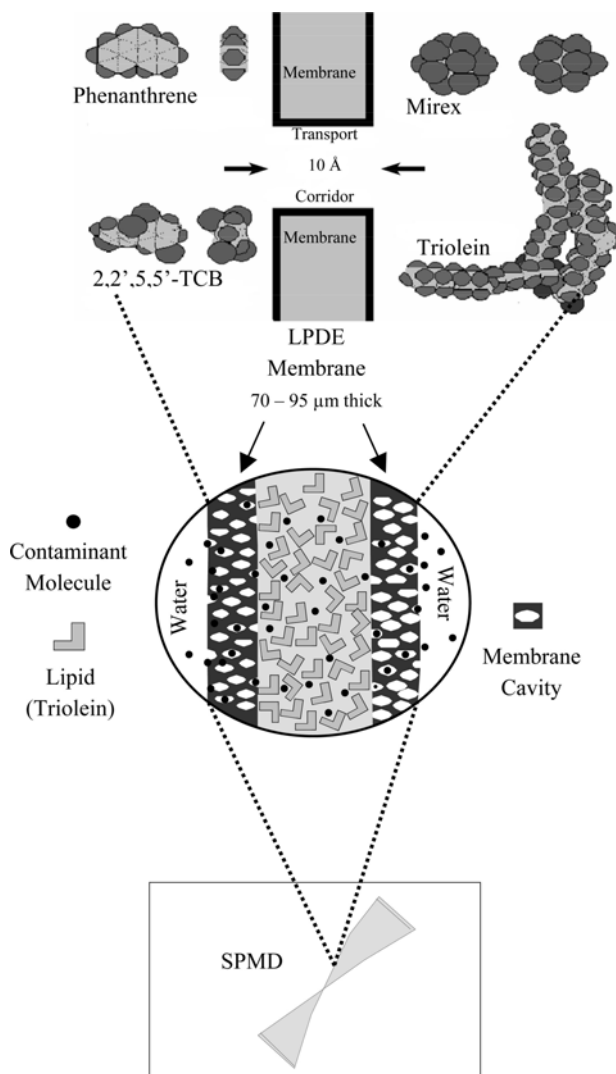 Phenanthrene
Membrane
Mirex
Transport
10 Å
Corridor
2,2',5,5'-TCB
Membrane
Triolein
LPDE
Membrane
70 – 95 µm thick
Contaminant
Molecule
Lipid
(Triolein)
Water
Water
Membrane
Cavity
SPMD